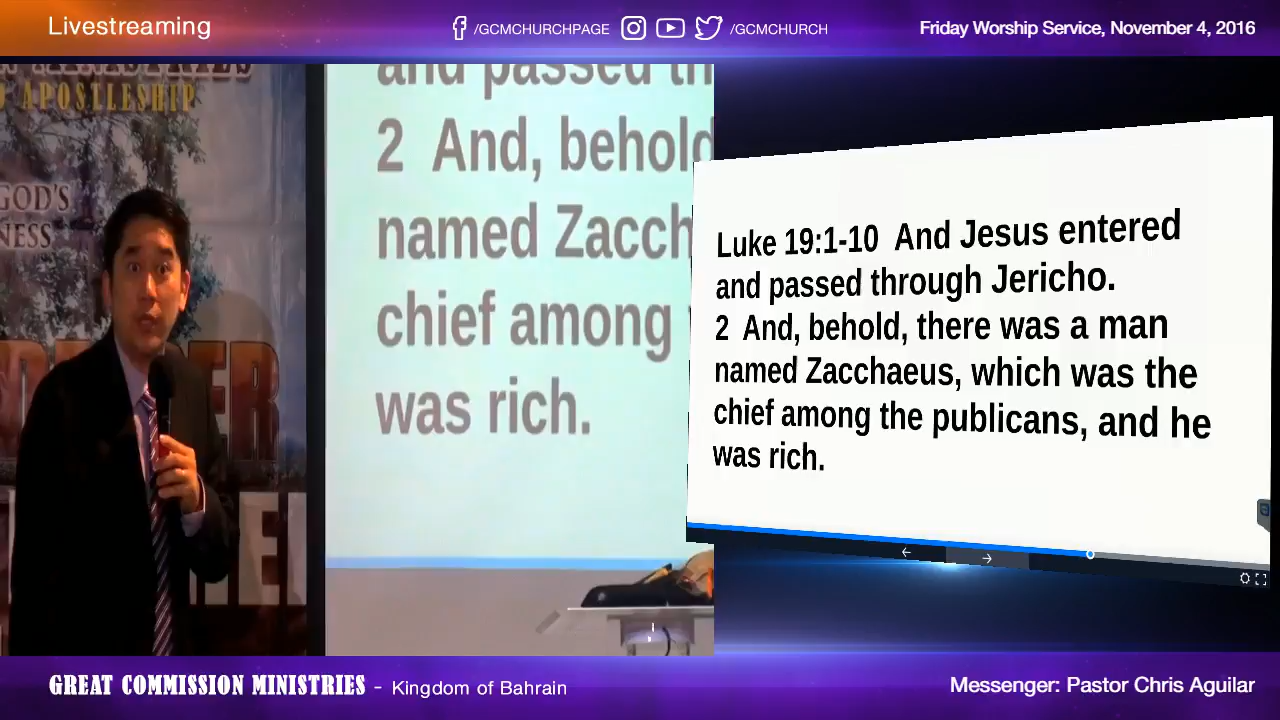 Livestreaming
/GCMCHURCHPAGE
/GCMCHURCH
Friday Worship Service, November 4, 2016
APOSTLESHIP
GOD'S
NESS
and passed th
2 And, behold
named Zacch
chief among
was rich.
Luke 19:1-10 And Jesus entered
and passed through Jericho.
2 And, behold, there was a man
named Zacchaeus, which was the
chief among the publicans, and he
was rich.
GREAT COMMISSION MINISTRIES - Kingdom of Bahrain
Messenger: Pastor Chris Aguilar